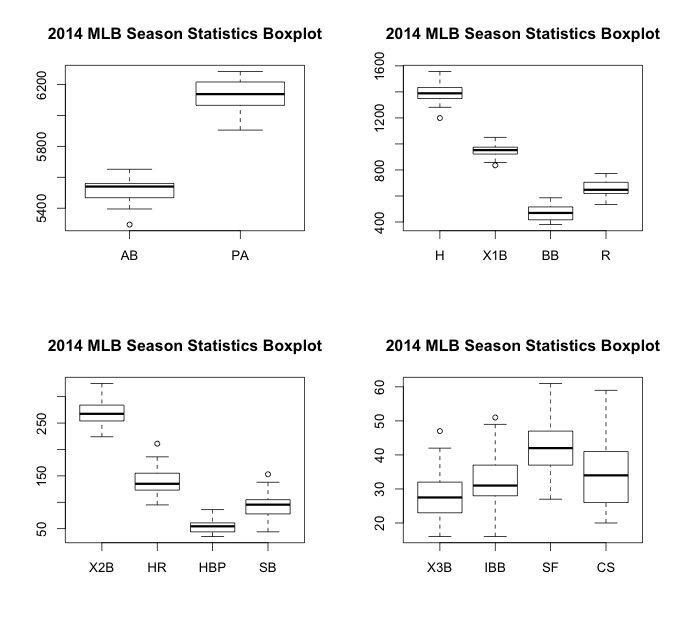 2014 MLB Season Statistics Boxplot
5400 5800 6200
AB PA
2014 MLB Season Statistics Boxplot
400 800 1200 1600
H X1B BB R
2014 MLB Season Statistics Boxplot
50 150 250
X2B HR HBP SB
2014 MLB Season Statistics Boxplot
20 30 40 50 60
X3B IBB SF CS